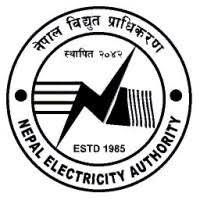 नेपाल विद्युत प्राधिकरण
स्थापित २०४२
ESTD 1985
NEPAL ELECTRICITY AUTHORITY